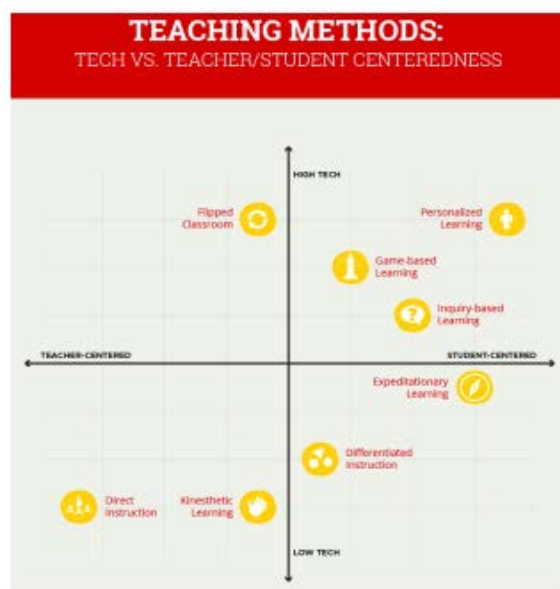 TEACHING METHODS:
TECH VS. TEACHER/STUDENT CENTEREDNESS
HIGH TECH
Flipped
Classroom
Personalized
Learning
Game-based
Learning
Inquiry-based
Learning
TEACHER-CENTERED
STUDENT-CENTERED
Expeditionary
Learning
Differentiated
Instruction
Direct
Instruction
Kinesthetic
Learning
LOW TECH